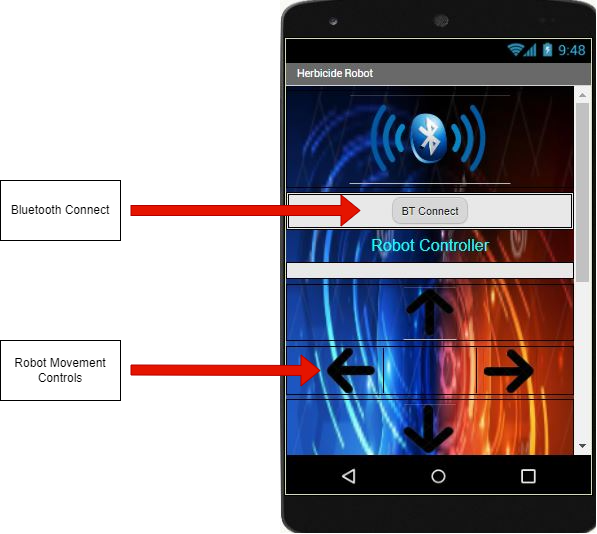 9:48
Herbicide Robot
Bluetooth Connect
BT Connect
Robot Controller
Robot Movement
Controls